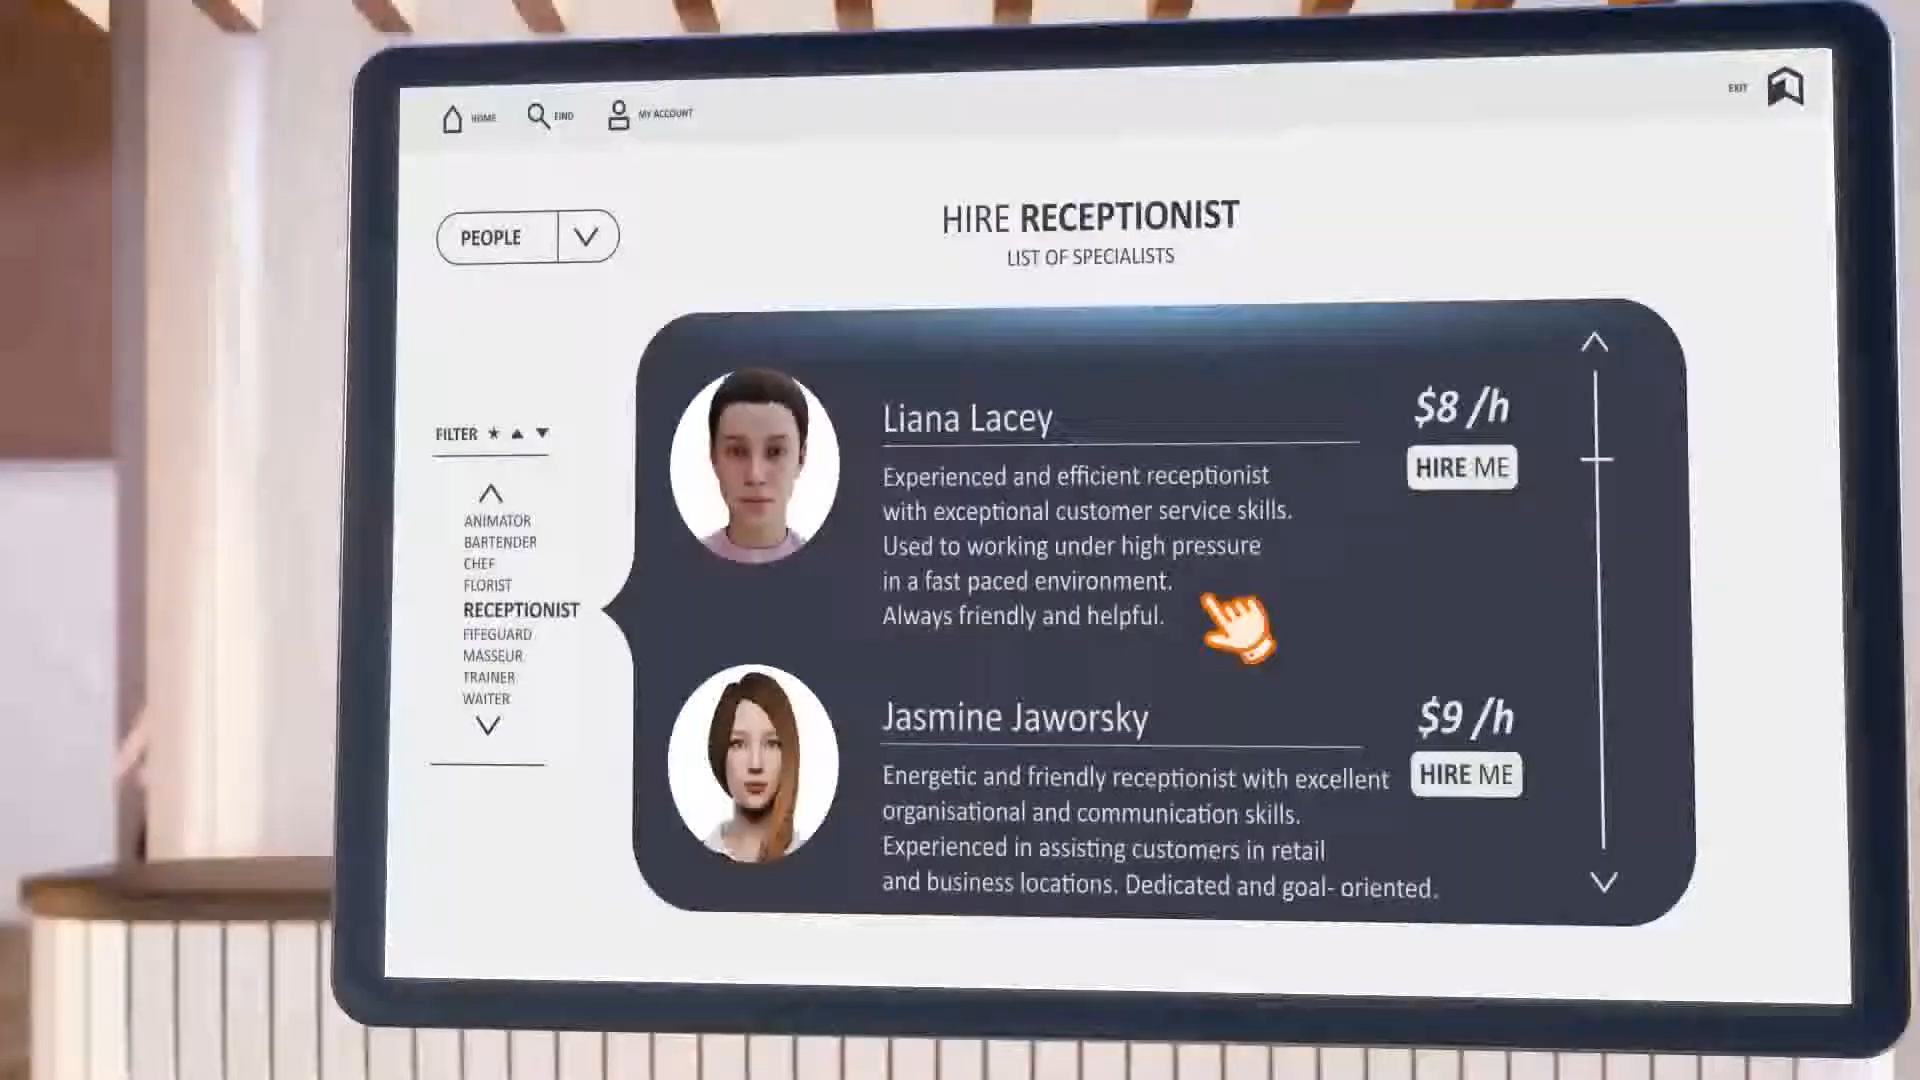 HOME
FIND
MY ACCOUNT
EXIT
PEOPLE
HIRE RECEPTIONIST
LIST OF SPECIALISTS
FILTER
ANIMATOR
BARTENDER
CHEF
FLORIST
RECEPTIONIST
FIFEGUARD
MASSEUR
TRAINER
WAITER
Liana Lacey
$8 /h
HIRE ME
Experienced and efficient receptionist
with exceptional customer service skills.
Used to working under high pressure
in a fast paced environment.
Always friendly and helpful.
Jasmine Jaworsky
$9 /h
HIRE ME
Energetic and friendly receptionist with excellent
organisational and communication skills.
Experienced in assisting customers in retail
and business locations. Dedicated and goal- oriented.